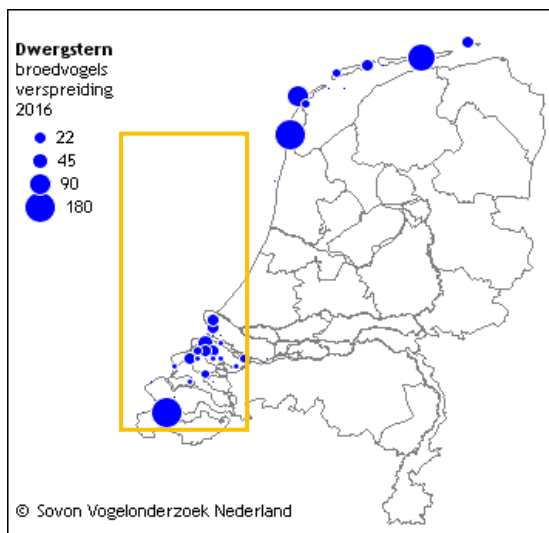 Dwergstern
broedvogels
verspreiding
2016
22
45
90
180
© Sovon Vogelonderzoek Nederland